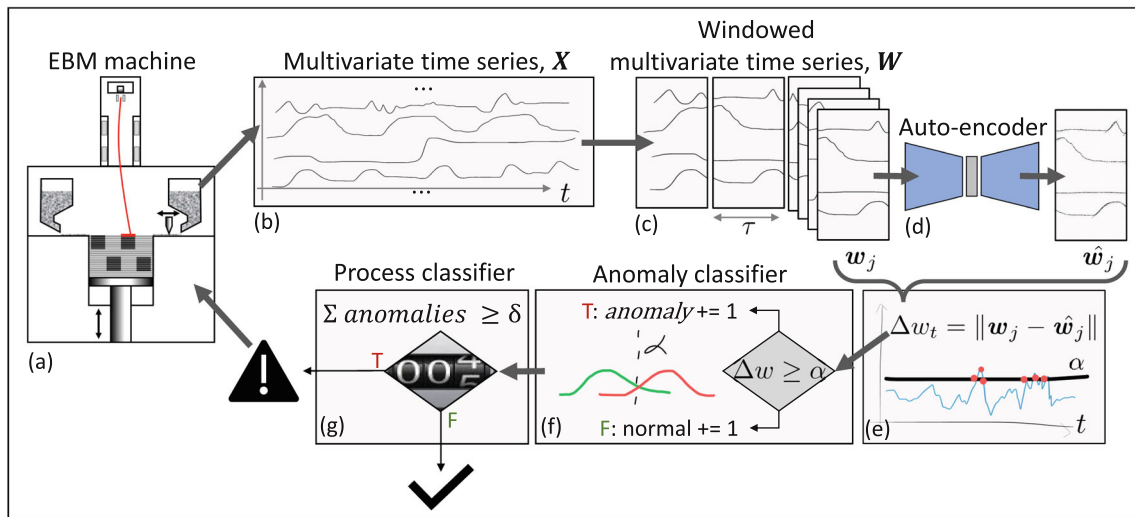 EBM machine
(a)
Multivariate time series, X
...
...
t
(b)
Windowed
multivariate time series, W
τ
(c)
w_j
Auto-encoder
(d)
ŵ_j
Δw_t = ‖w_j − ŵ_j‖
α
t
(e)
Anomaly classifier
T: anomaly += 1
α
Δw ≥ α
F: normal += 1
(f)
Process classifier
Σ anomalies ≥ δ
T
00
F
(g)